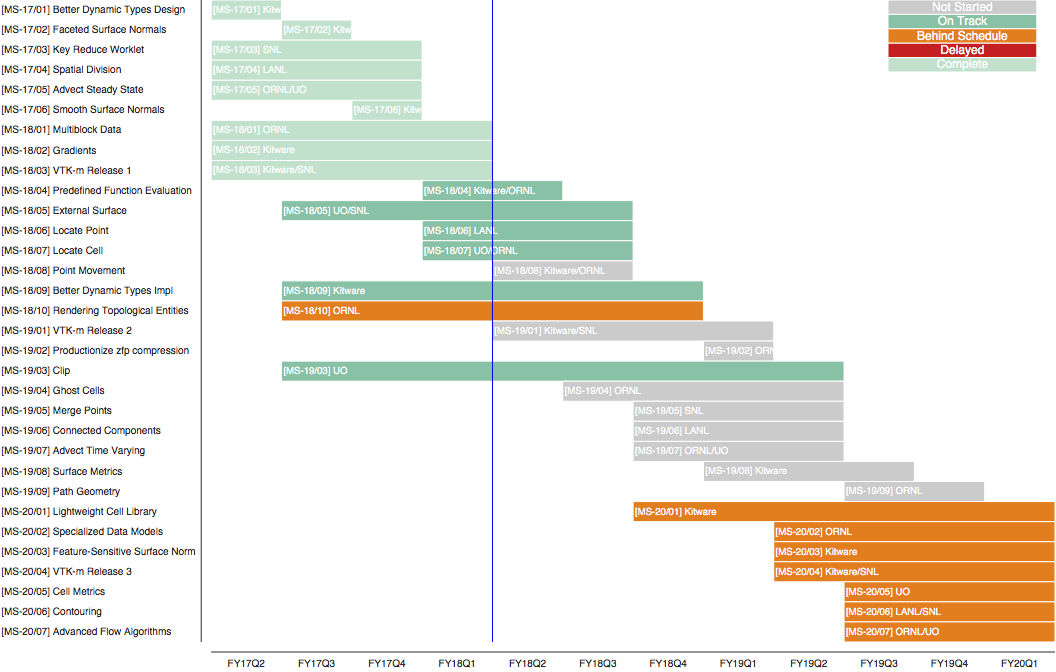 Not Started
On Track
Behind Schedule
Delayed
Complete
[MS-17/01] Better Dynamic Types Design [MS-17/01] Kitw
[MS-17/02] Faceted Surface Normals [MS-17/02] Kitw
[MS-17/03] Key Reduce Worklet [MS-17/03] SNL
[MS-17/04] Spatial Division [MS-17/04] LANL
[MS-17/05] Advect Steady State [MS-17/05] ORNL/UO
[MS-17/06] Smooth Surface Normals [MS-17/06] Kitw
[MS-18/01] Multiblock Data [MS-18/01] ORNL
[MS-18/02] Gradients [MS-18/02] Kitware
[MS-18/03] VTK-m Release 1 [MS-18/03] Kitware/SNL
[MS-18/04] Predefined Function Evaluation [MS-18/04] Kitware/ORNL
[MS-18/05] External Surface [MS-18/05] UO/SNL
[MS-18/06] Locate Point [MS-18/06] LANL
[MS-18/07] Locate Cell [MS-18/07] UO/ORNL
[MS-18/08] Point Movement [MS-18/08] Kitware/ORNL
[MS-18/09] Better Dynamic Types Impl [MS-18/09] Kitware
[MS-18/10] Rendering Topological Entities [MS-18/10] ORNL
[MS-19/01] VTK-m Release 2 [MS-19/01] Kitware/SNL
[MS-19/02] Productionize zfp compression [MS-19/02] ORN
[MS-19/03] Clip [MS-19/03] UO
[MS-19/04] Ghost Cells [MS-19/04] ORNL
[MS-19/05] Merge Points [MS-19/05] SNL
[MS-19/06] Connected Components [MS-19/06] LANL
[MS-19/07] Advect Time Varying [MS-19/07] ORNL/UO
[MS-19/08] Surface Metrics [MS-19/08] Kitware
[MS-19/09] Path Geometry [MS-19/09] ORNL
[MS-20/01] Lightweight Cell Library [MS-20/01] Kitware
[MS-20/02] Specialized Data Models [MS-20/02] ORNL
[MS-20/03] Feature-Sensitive Surface Norm [MS-20/03] Kitware
[MS-20/04] VTK-m Release 3 [MS-20/04] Kitware/SNL
[MS-20/05] Cell Metrics [MS-20/05] UO
[MS-20/06] Contouring [MS-20/06] LANL/SNL
[MS-20/07] Advanced Flow Algorithms [MS-20/07] ORNL/UO
FY17Q2 FY17Q3 FY17Q4 FY18Q1 FY18Q2 FY18Q3 FY18Q4 FY19Q1 FY19Q2 FY19Q3 FY19Q4 FY20Q1